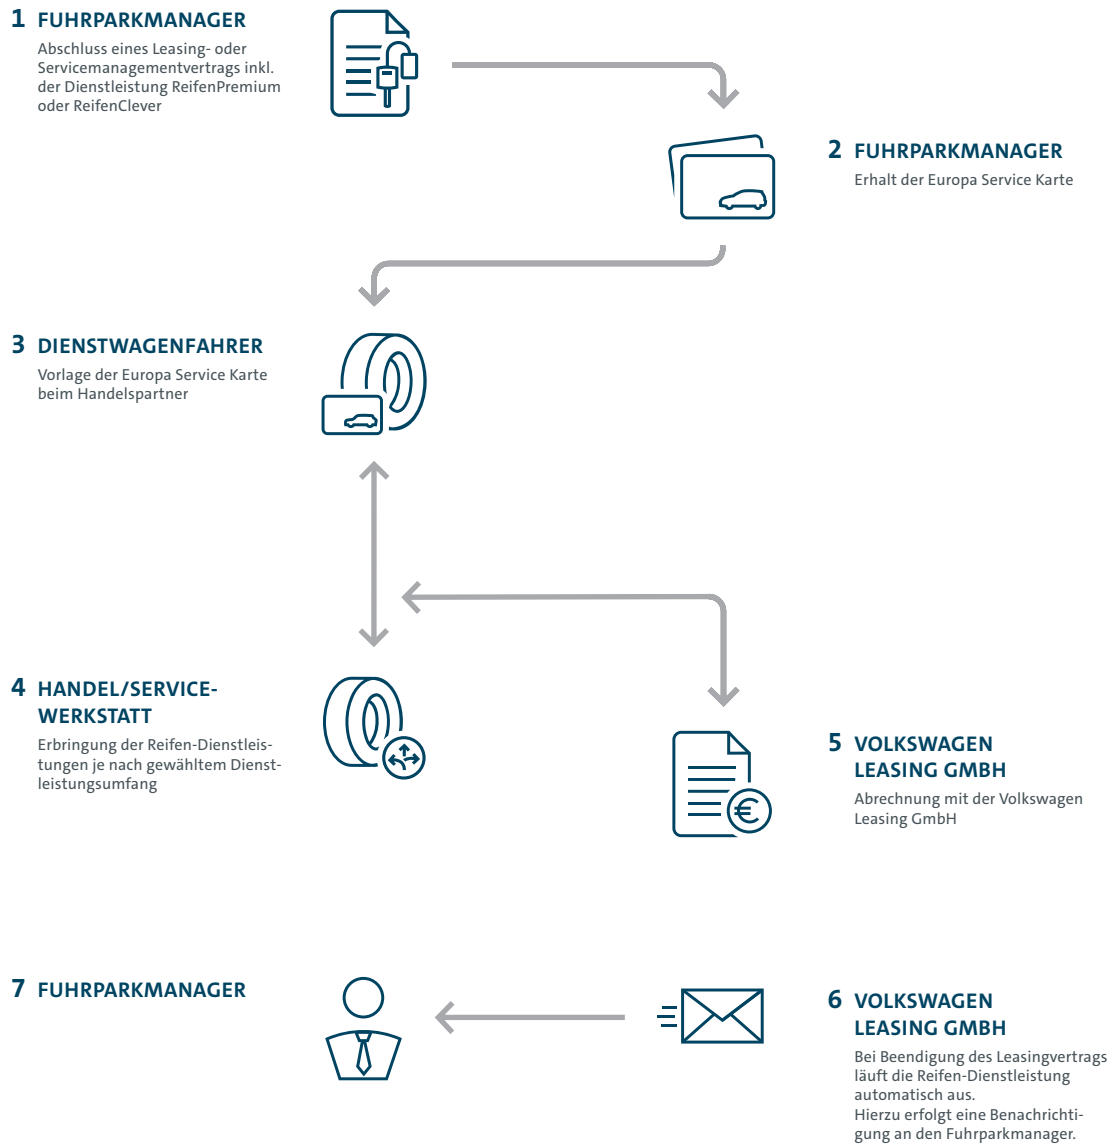 1 FUHRPARKMANAGER
Abschluss eines Leasing- oder
Servicemanagementvertrags inkl.
der Dienstleistung ReifenPremium
oder ReifenClever
2 FUHRPARKMANAGER
Erhalt der Europa Service Karte
3 DIENSTWAGENFAHRER
Vorlage der Europa Service Karte
beim Handelspartner
4 HANDEL/SERVICE-
WERKSTATT
Erbringung der Reifen-Dienstleis-
tungen je nach gewähltem Dienst-
leistungsumfang
€
5 VOLKSWAGEN
LEASING GMBH
Abrechnung mit der Volkswagen
Leasing GmbH
6 VOLKSWAGEN
LEASING GMBH
Bei Beendigung des Leasingvertrags
läuft die Reifen-Dienstleistung
automatisch aus.
Hierzu erfolgt eine Benachrichti-
gung an den Fuhrparkmanager.
7 FUHRPARKMANAGER